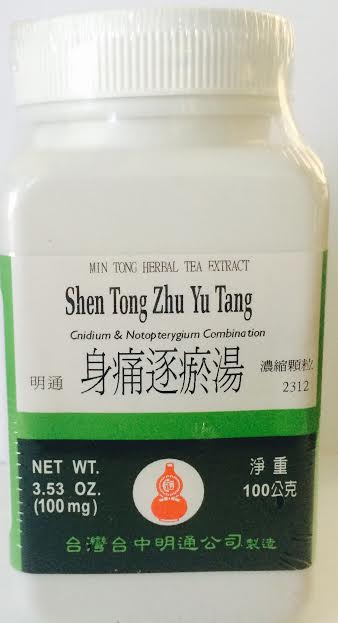 MIN TONG HERBAL TEA EXTRACT
Shen Tong Zhu Yu Tang
Cnidium & Notopterygium Combination
明通 身痛逐瘀湯 濃縮顆粒
2312
NET WT.
3.53 OZ.
(100 mg)
淨重
100公克
台灣台中明通公司製造